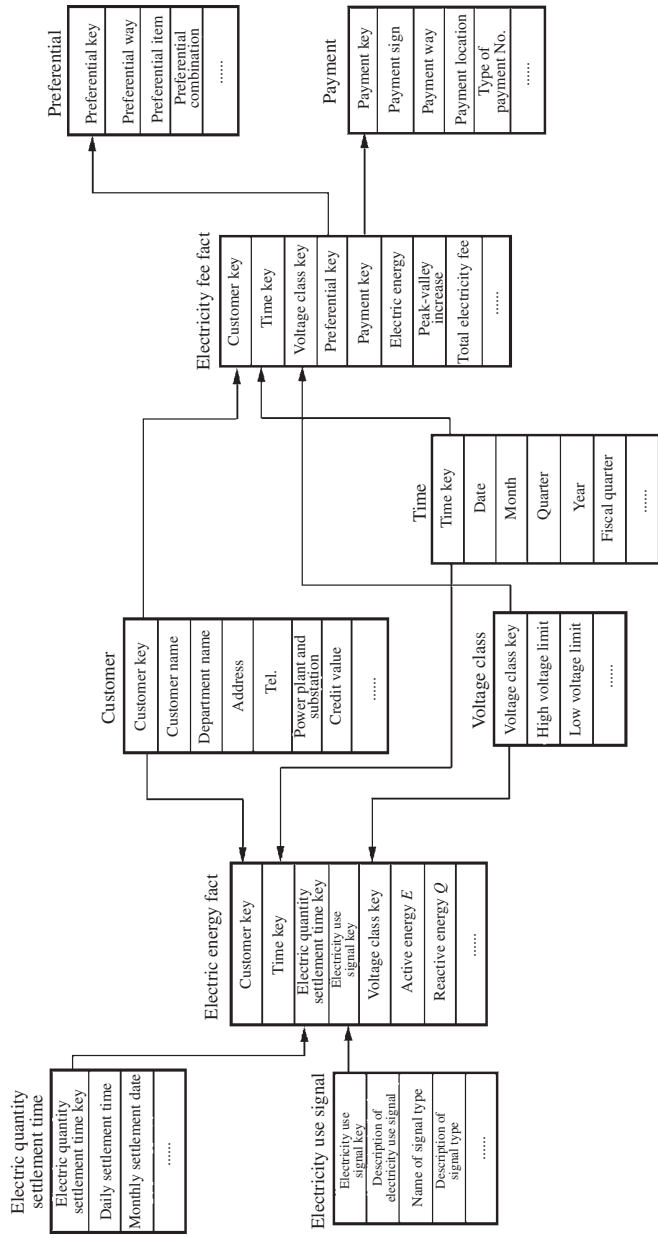 Electric quantity
settlement time
Electric quantity
settlement time key
Daily settlement time
Monthly settlement date
......
Electricity use signal
Electricity use
signal key
Description of
electricity use signal
Name of signal type
Description of
signal type
......
Electric energy fact
Customer key
Time key
Electric quantity
settlement time key
Electricity use
signal key
Voltage class key
Active energy E
Reactive energy Q
......
Customer
Customer key
Customer name
Department name
Address
Tel.
Power plant and
substation
Credit value
......
Voltage class
Voltage class key
High voltage limit
Low voltage limit
......
Time
Time key
Date
Month
Quarter
Year
Fiscal quarter
......
Electricity fee fact
Customer key
Time key
Voltage class key
Preferential key
Payment key
Electric energy
Peak-valley
increase
Total electricity fee
......
Preferential
Preferential key
Preferential way
Preferential item
Preferential
combination
......
Payment
Payment key
Payment sign
Payment way
Payment location
Type of
payment No.
......